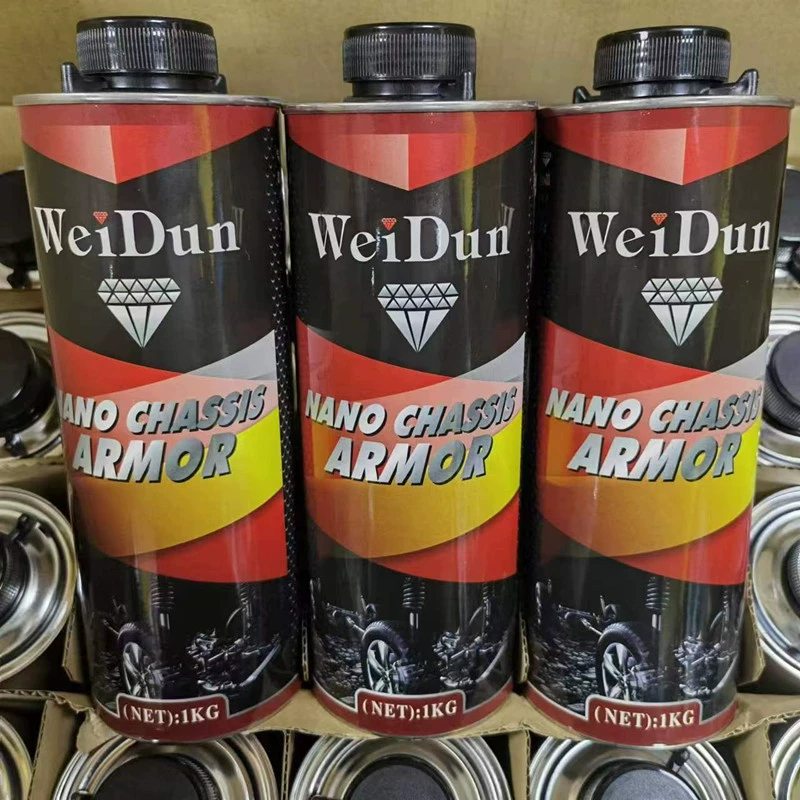 WeiDun
NANO CHASSIS
ARMOR
(NET):1KG
WeiDun
NANO CHASSIS
ARMOR
(NET):1KG
WeiDun
NANO CHASSIS
ARMOR
(NET):1KG